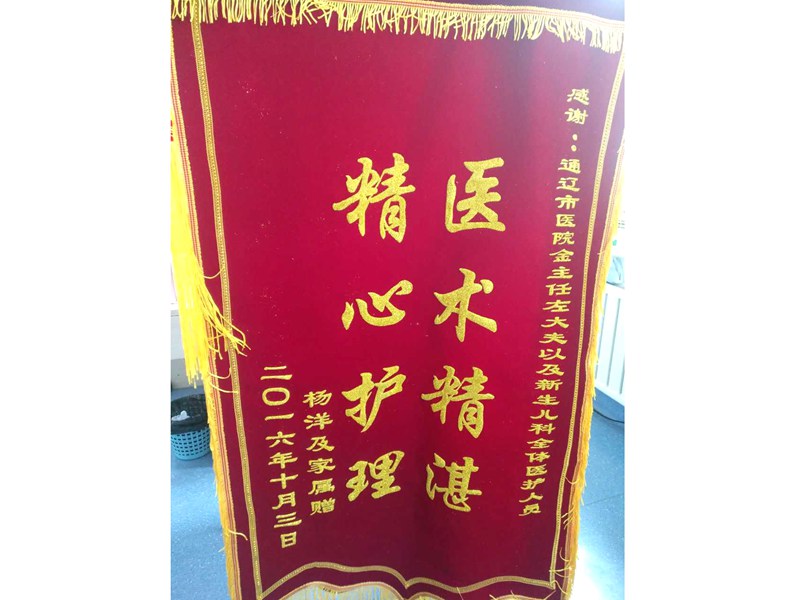 感谢：通辽市医院金主任左大夫以及新生儿科全体医护人员
医术精湛
精心护理
杨洋及家属赠
二〇一六年十月三日